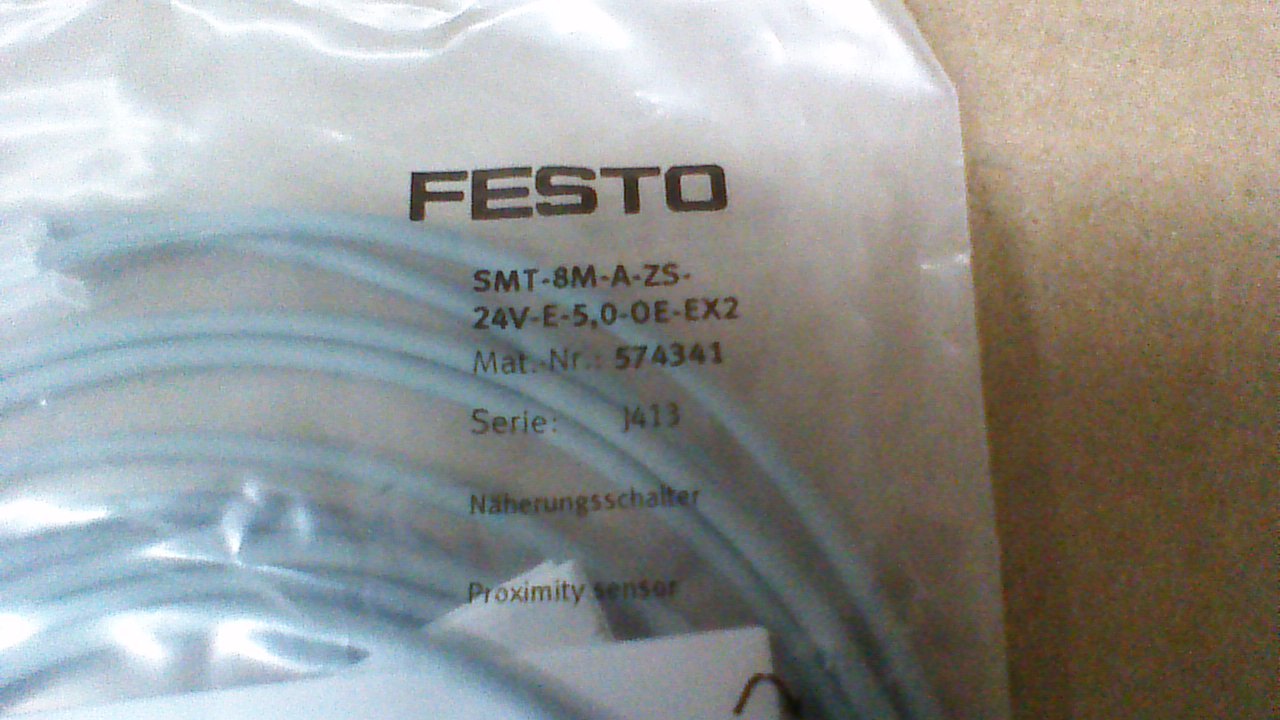 FESTO
SMT-8M-A-ZS-
24V-E-5,0-OE-EX2
Mat.-Nr.: 574341
Serie: J413
Näherungsschalter
Proximity sensor